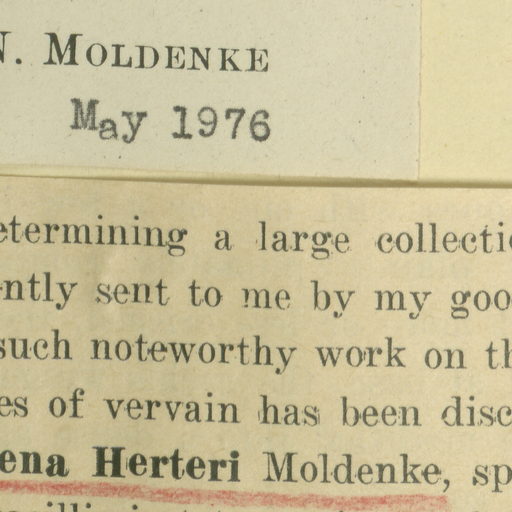 N. MOLDENKE
May 1976
etermining a large collecti
ntly sent to me by my goo
such noteworthy work on th
es of vervain has been disc
ena Herteri Moldenke, sp